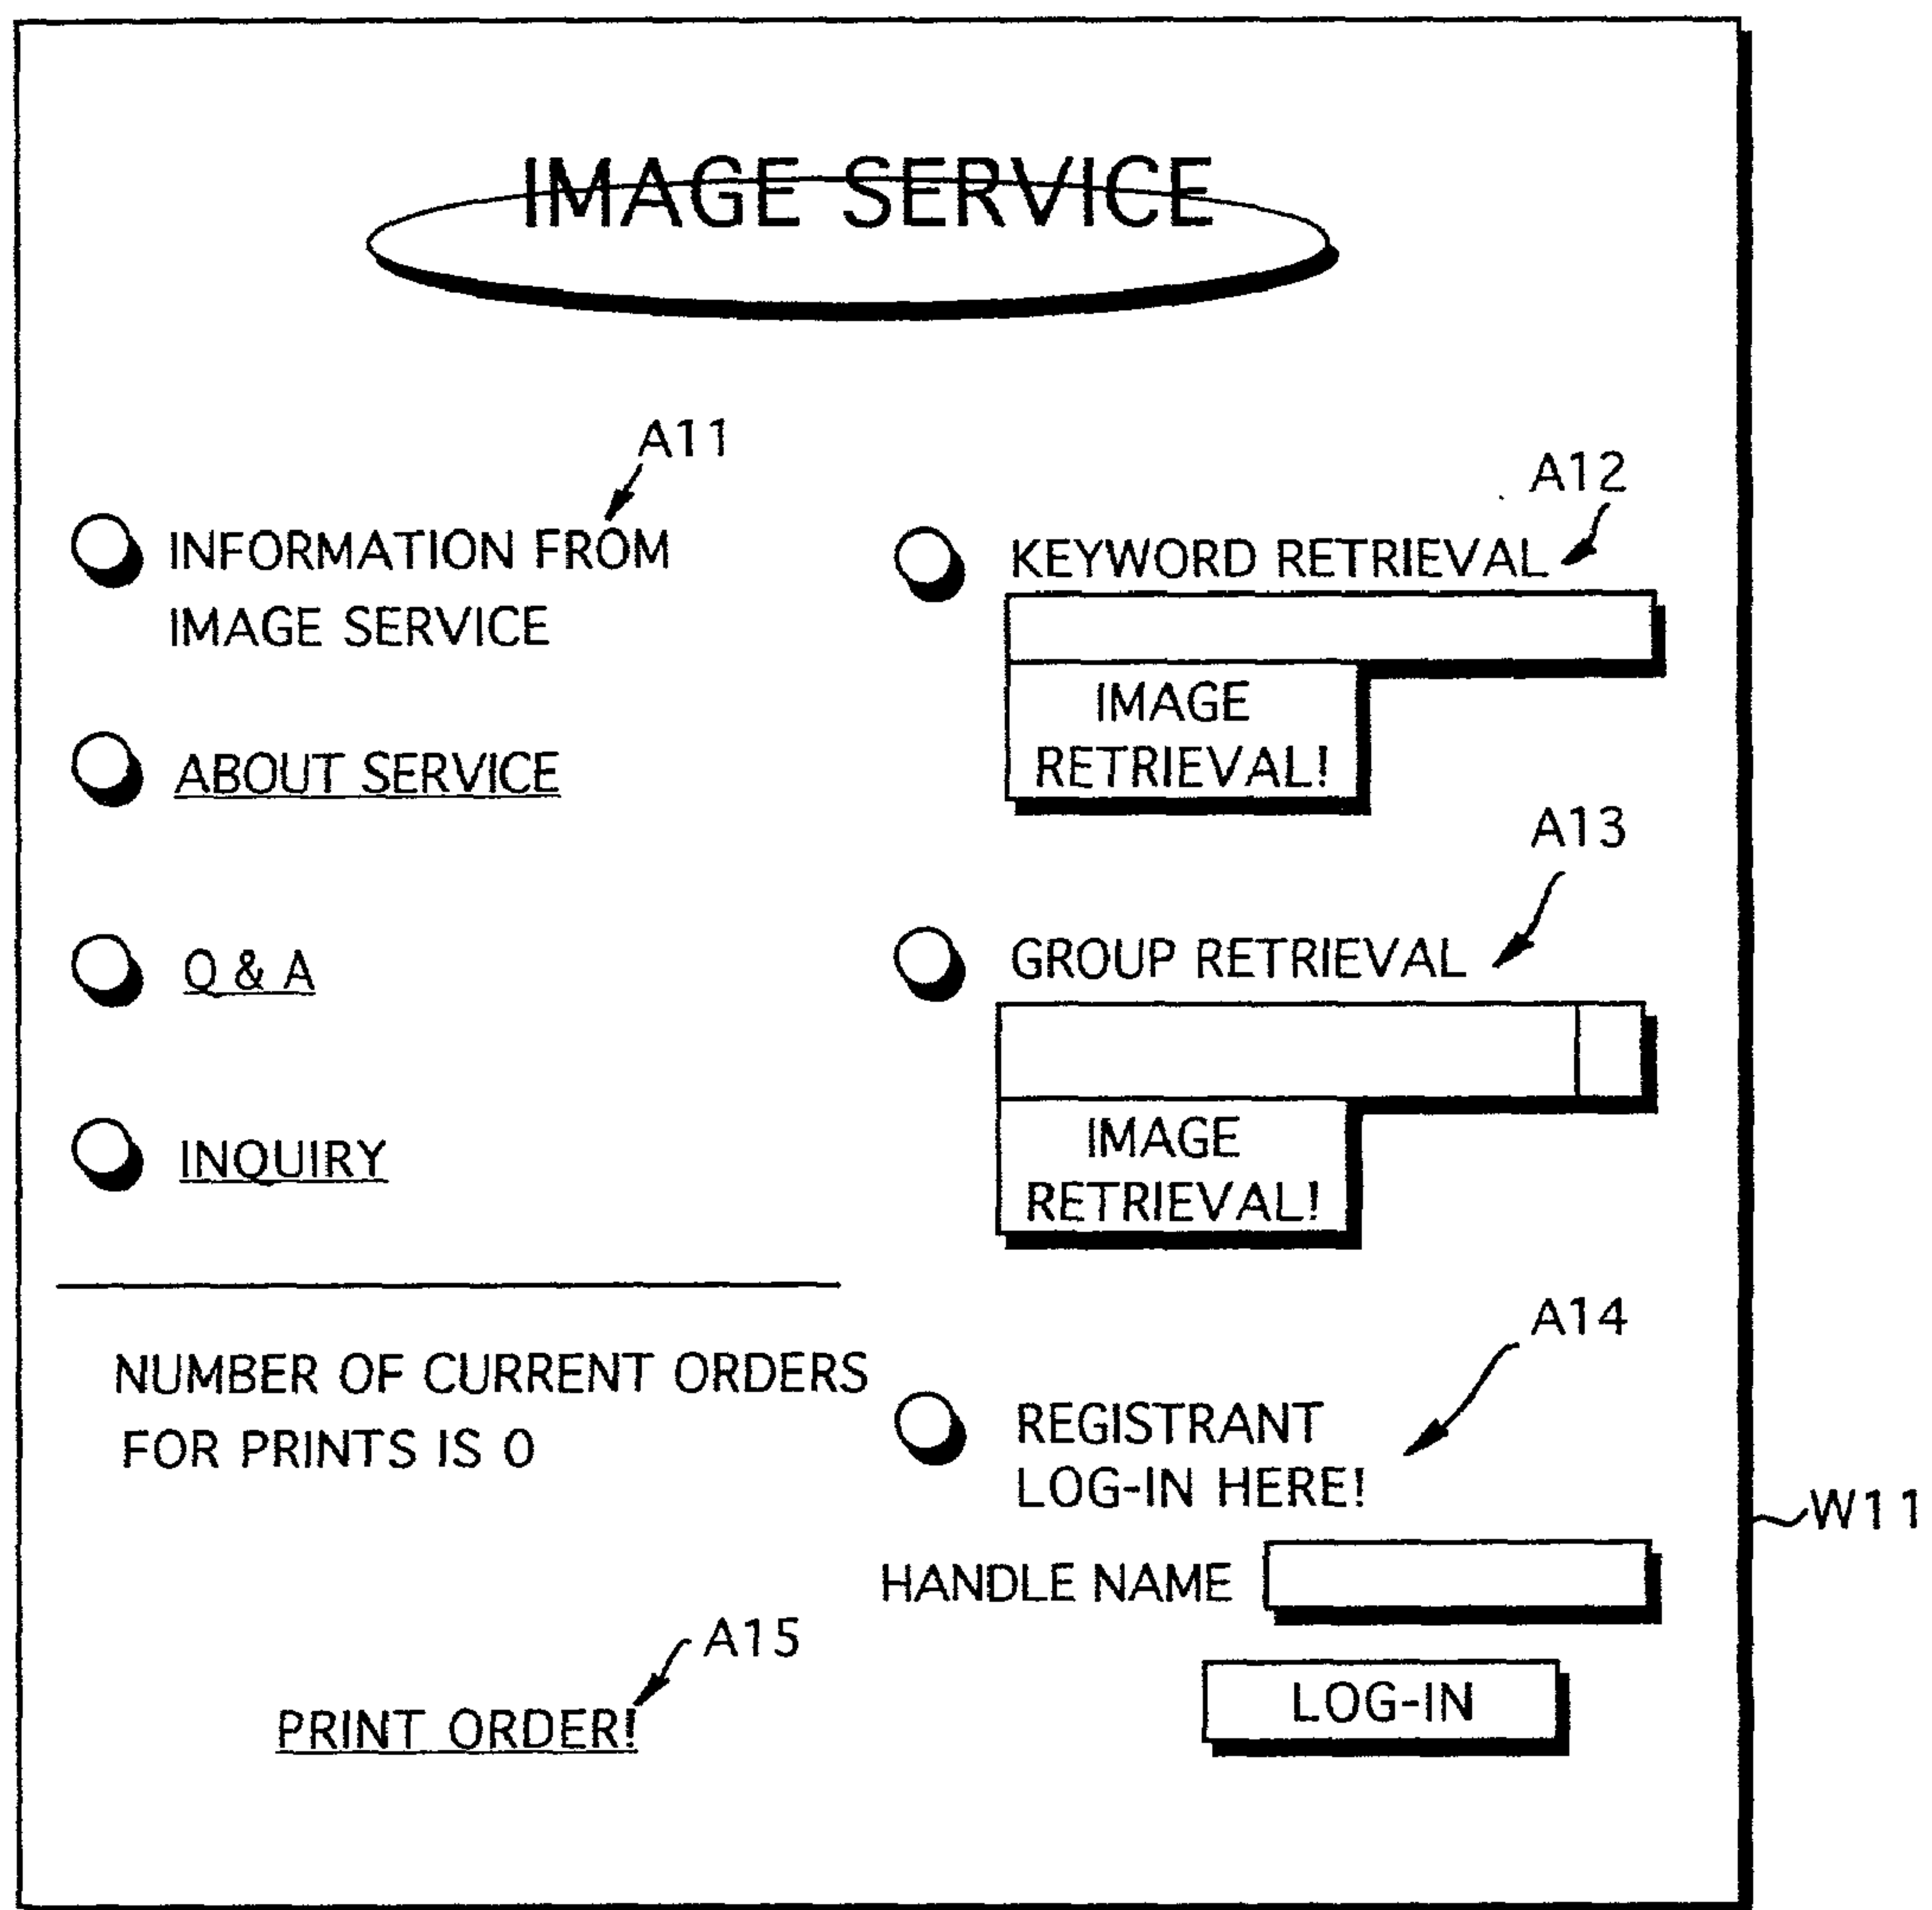 IMAGE SERVICE
A11
INFORMATION FROM
IMAGE SERVICE
ABOUT SERVICE
Q & A
INQUIRY
NUMBER OF CURRENT ORDERS
FOR PRINTS IS 0
A15
PRINT ORDER!
A12
KEYWORD RETRIEVAL
IMAGE
RETRIEVAL!
A13
GROUP RETRIEVAL
IMAGE
RETRIEVAL!
A14
REGISTRANT
LOG-IN HERE!
HANDLE NAME
LOG-IN
W11